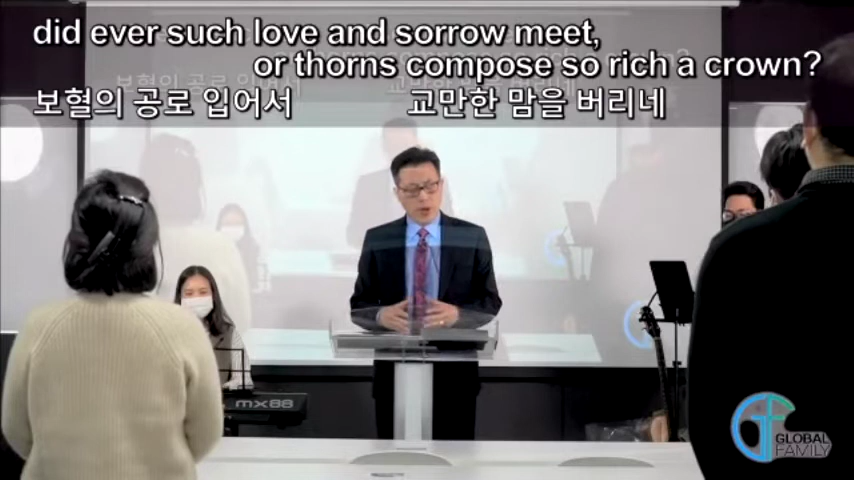 did ever such love and sorrow meet,
or thorns compose so rich a crown?
보혈의 공로 입어서 교만한 맘을 버리네
MX88
GLOBAL
FAMILY